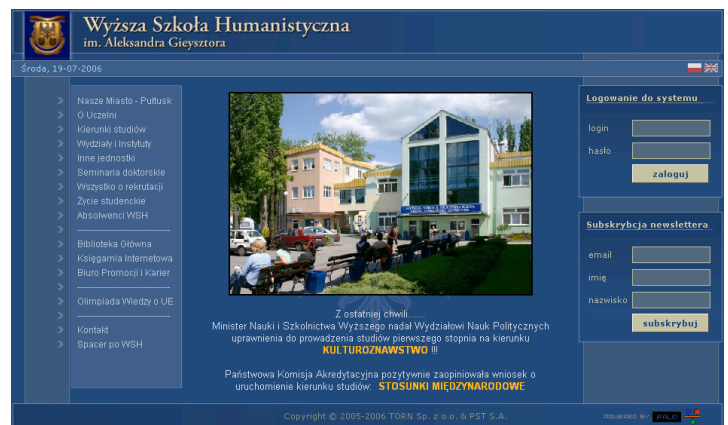 Wyższa Szkoła Humanistyczna
im. Aleksandra Gieysztora
Środa, 19-07-2006
Nasze Miasto - Pułtusk
O Uczelni
Kierunki studiów
Wydziały i Instytuty
Inne jednostki
Seminaria doktorskie
Wszystko o rekrutacji
Życie studenckie
Absolwenci WSH
Biblioteka Główna
Księgarnia Internetowa
Biuro Promocji i Karier
Olimpiada Wiedzy o UE
Kontakt
Spacer po WSH
Z ostatniej chwili......
Minister Nauki i Szkolnictwa Wyższego nadał Wydziałowi Nauk Politycznych
uprawnienia do prowadzenia studiów pierwszego stopnia na kierunku
KULTUROZNAWSTWO !!!
Państwowa Komisja Akredytacyjna pozytywnie zaopiniowała wniosek o
uruchomienie kierunku studiów: STOSUNKI MIĘDZYNARODOWE
Logowanie do systemu
login
hasło
zaloguj
Subskrybcja newslettera
email
imię
nazwisko
subskrybuj
Copyright © 2005-2006 TORN Sp. z o.o. & PST S.A.
POWERED BY jPALIO